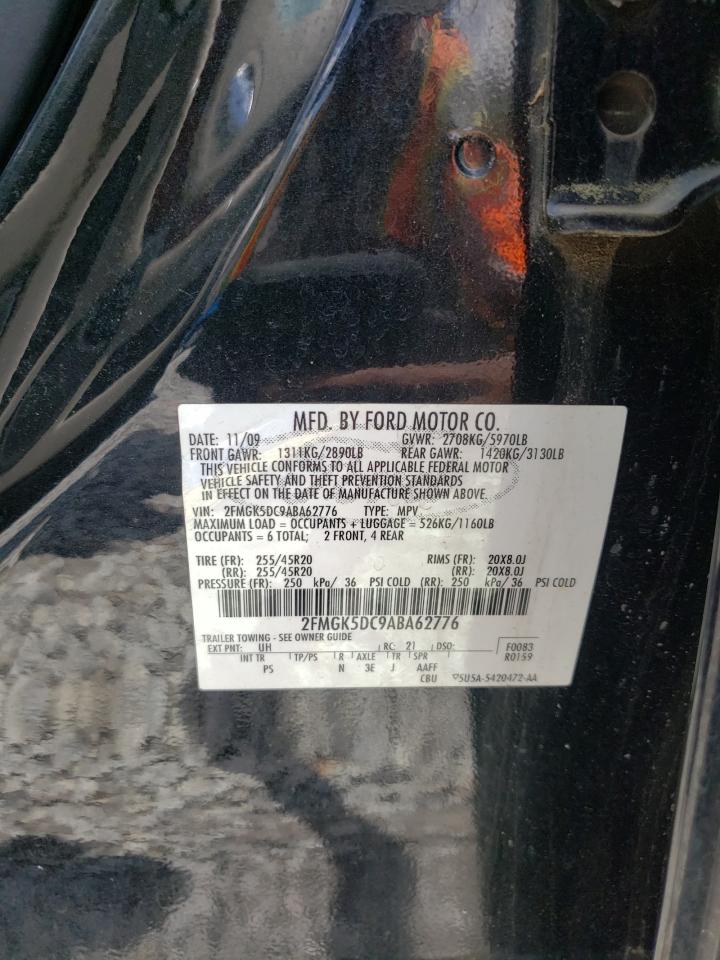 MFD. BY FORD MOTOR CO.
DATE: 11/09 GVWR: 2708KG/5970LB
FRONT GAWR: 1311KG/2890LB REAR GAWR: 1420KG/3130LB
THIS VEHICLE CONFORMS TO ALL APPLICABLE FEDERAL MOTOR
VEHICLE SAFETY AND THEFT PREVENTION STANDARDS
IN EFFECT ON THE DATE OF MANUFACTURE SHOWN ABOVE.
VIN: 2FMGK5DC9ABA62776 TYPE: MPV
MAXIMUM LOAD = OCCUPANTS + LUGGAGE = 526KG/1160LB
OCCUPANTS = 6 TOTAL; 2 FRONT, 4 REAR
TIRE (FR): 255/45R20 RIMS (FR): 20X8.0J
(RR): 255/45R20 (RR): 20X8.0J
PRESSURE (FR): 250 kPa/ 36 PSI COLD (RR): 250 kPa/ 36 PSI COLD
2FMGK5DC9ABA62776
TRAILER TOWING - SEE OWNER GUIDE
EXT PNT: UH RC: 21 DSO: F0083
INT TR TP/PS R AXLE TR SPR R0159
PS N 3E J AAFF
CBU 5U5A-5420472-AA